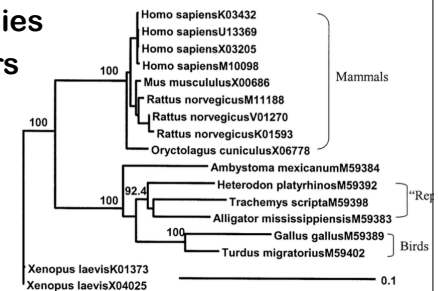 ies
rs
Homo sapiensK03432
Homo sapiensU13369
Homo sapiensX03205
Homo sapiensM10098
Mus muscululusX00686
Rattus norvegicusM11188
Rattus norvegicusV01270
Rattus norvegicusK01593
Oryctolagus cuniculusX06778
Mammals
100
100
Ambystoma mexicanumM59384
Heterodon platyrhinosM59392
Trachemys scriptaM59398
Alligator mississippiensisM59383
"Rep
92.4
100
Gallus gallusM59389
Turdus migratoriusM59402
100
Birds
Xenopus laevisK01373
Xenopus laevisX04025
0.1